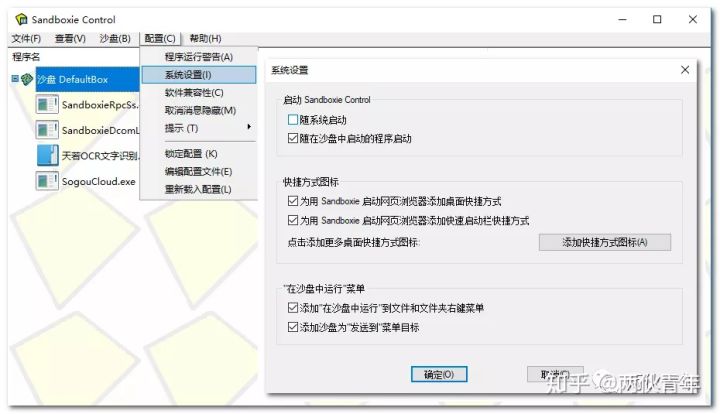 Sandboxie Control
文件(F) 查看(V) 沙盘(B) 配置(C) 帮助(H)
程序名
沙盘 DefaultBox
SandboxieRpcSs.
SandboxieDcomL
天若OCR文字识别.
SogouCloud.exe
程序运行警告(A)
系统设置(I)
软件兼容性(C)
取消消息隐藏(M)
提示 (T)
锁定配置 (K)
编辑配置文件(E)
重新载入配置(L)
系统设置
启动 Sandboxie Control
随系统启动
随在沙盘中启动的程序启动
快捷方式图标
为用 Sandboxie 启动网页浏览器添加桌面快捷方式
为用 Sandboxie 启动网页浏览器添加快速启动栏快捷方式
点击添加更多桌面快捷方式图标:
添加快捷方式图标(A)
"在沙盘中运行"菜单
添加"在沙盘中运行"到文件和文件夹右键菜单
添加沙盘为"发送到"菜单目标
确定(O)
取消(C)
知乎 @两伙青年